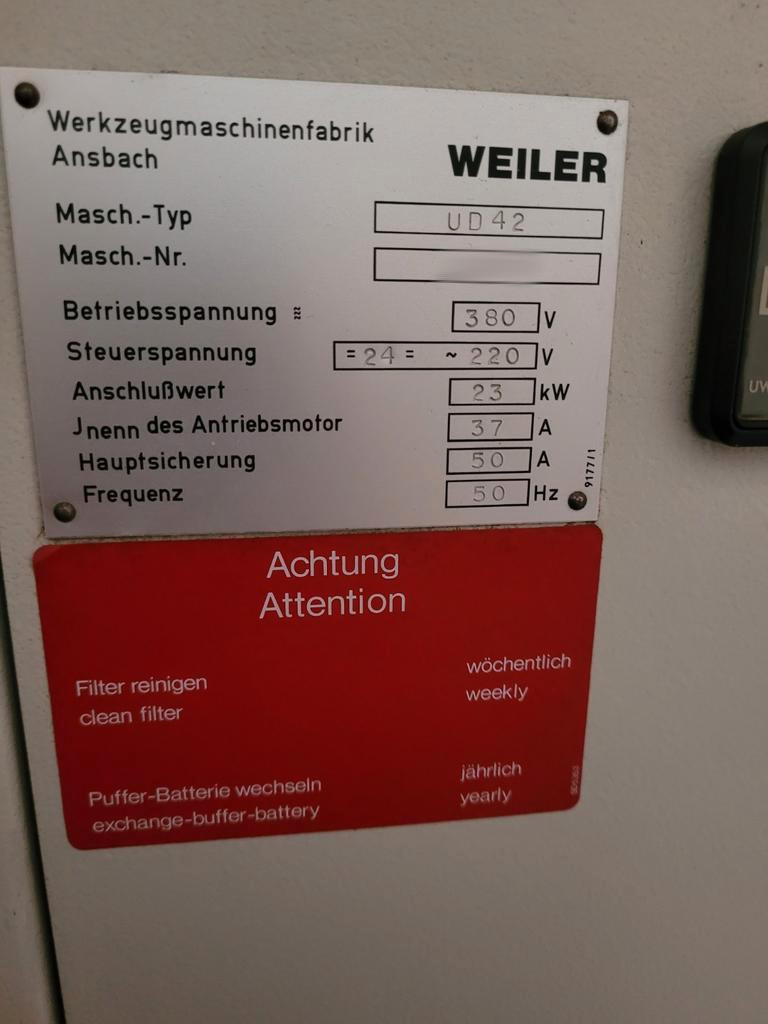 Werkzeugmaschinenfabrik
Ansbach
WEILER
Masch.-Typ UD42
Masch.-Nr.
Betriebsspannung ≈ 380 V
Steuerspannung =24= ~220 V
Anschlußwert 23 kW
Jnenn des Antriebsmotor 37 A
Hauptsicherung 50 A
Frequenz 50 Hz
9177/1
Achtung
Attention
Filter reinigen wöchentlich
clean filter weekly
Puffer-Batterie wechseln jährlich
exchange-buffer-battery yearly
UW